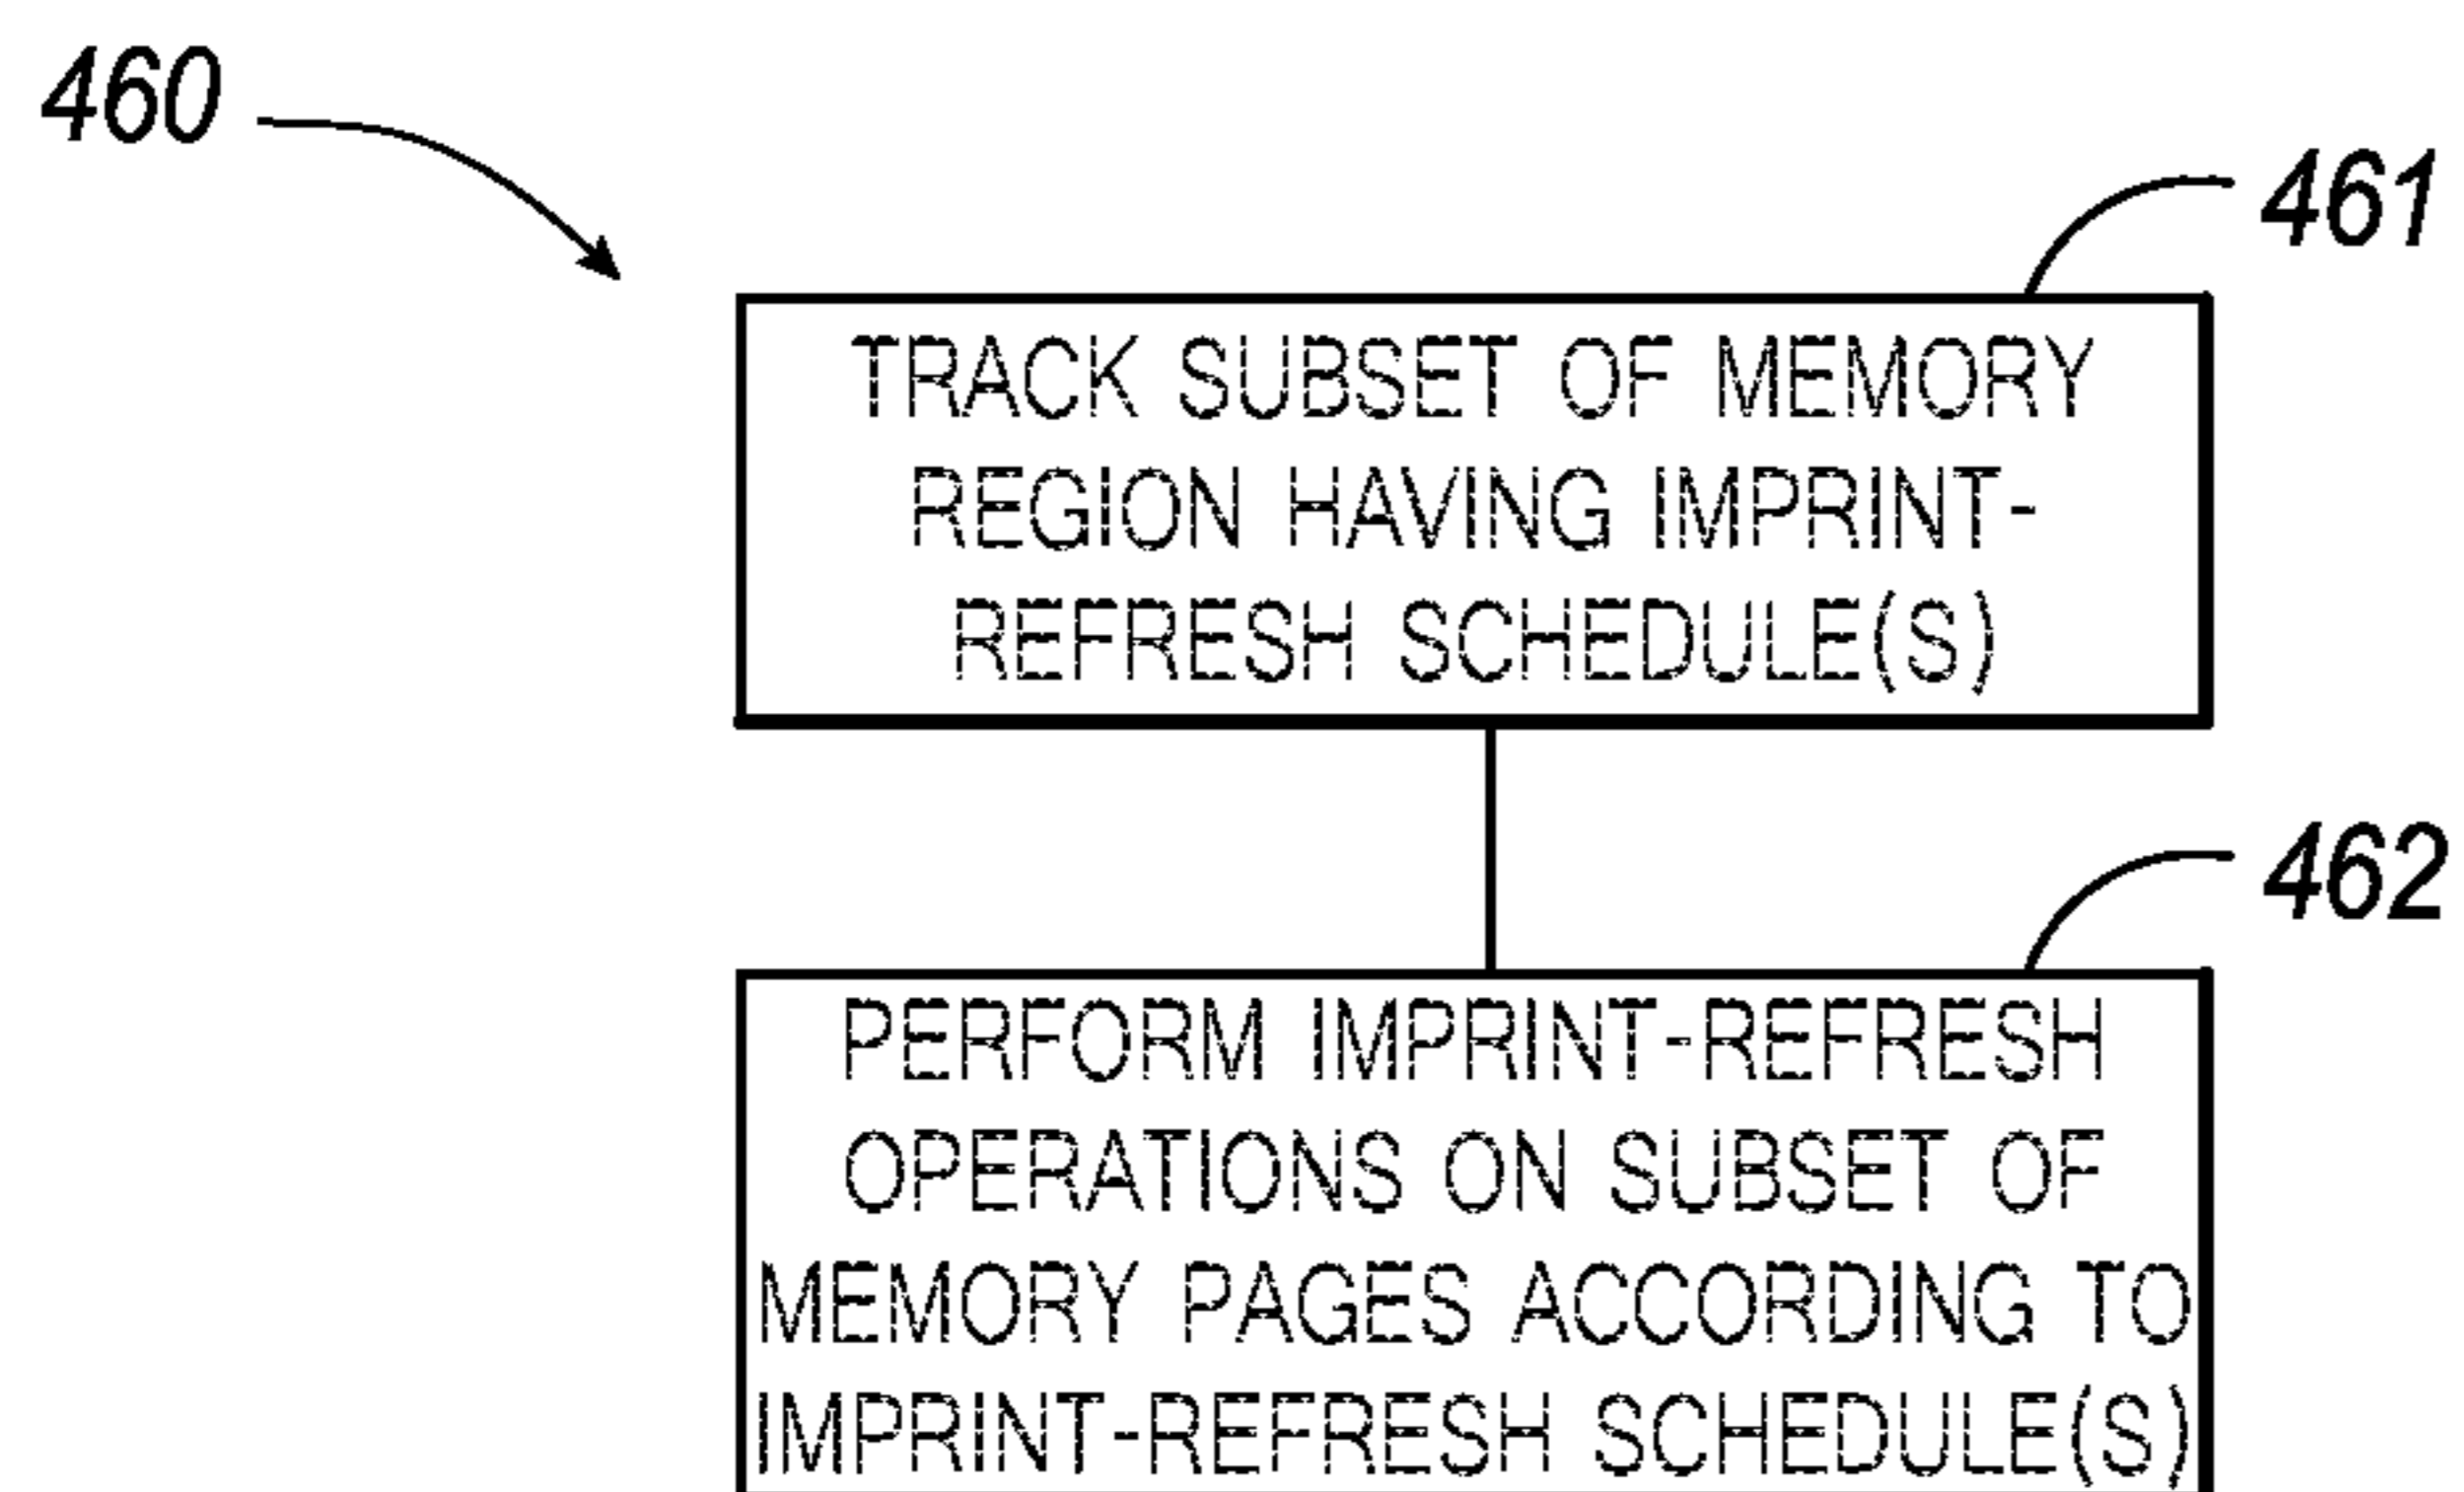 460
461
TRACK SUBSET OF MEMORY
REGION HAVING IMPRINT-
REFRESH SCHEDULE(S)
462
PERFORM IMPRINT-REFRESH
OPERATIONS ON SUBSET OF
MEMORY PAGES ACCORDING TO
IMPRINT-REFRESH SCHEDULE(S)